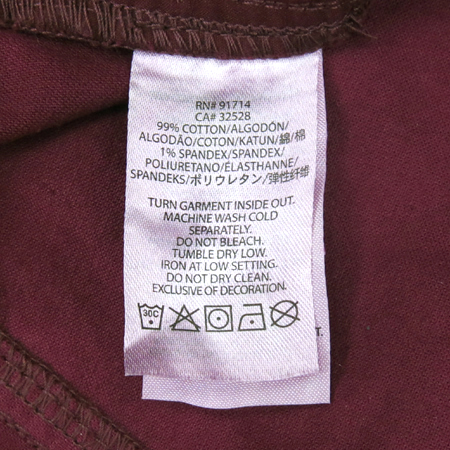 RN# 91714
CA# 32528
99% COTTON/ALGODÓN/
ALGODÃO/COTON/KATUN/綿/棉
1% SPANDEX/SPANDEX/
POLIURETANO/ÉLASTHANNE/
SPANDEKS/ポリウレタン/弹性纤维
TURN GARMENT INSIDE OUT.
MACHINE WASH COLD
SEPARATELY.
DO NOT BLEACH.
TUMBLE DRY LOW.
IRON AT LOW SETTING.
DO NOT DRY CLEAN.
EXCLUSIVE OF DECORATION.
30C
T.